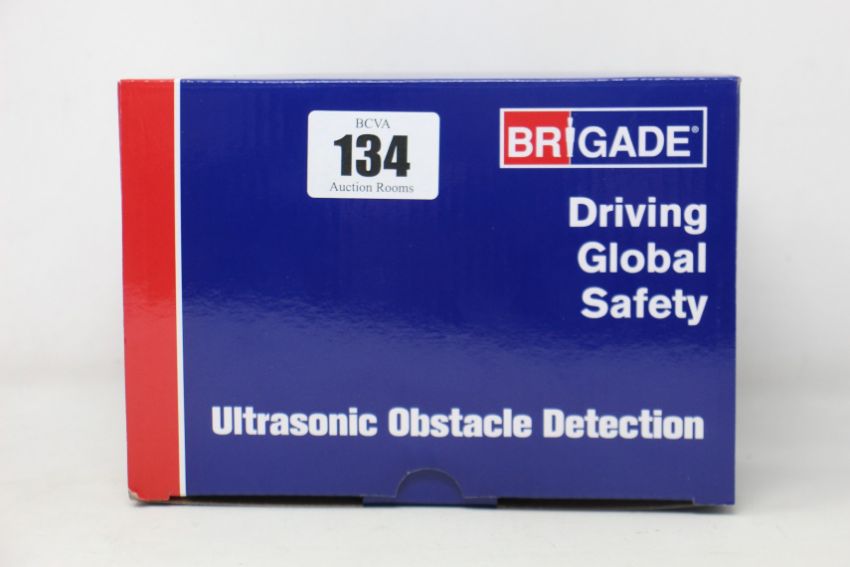 BCVA
134
Auction Rooms
BRIGADE®
Driving
Global
Safety
Ultrasonic Obstacle Detection